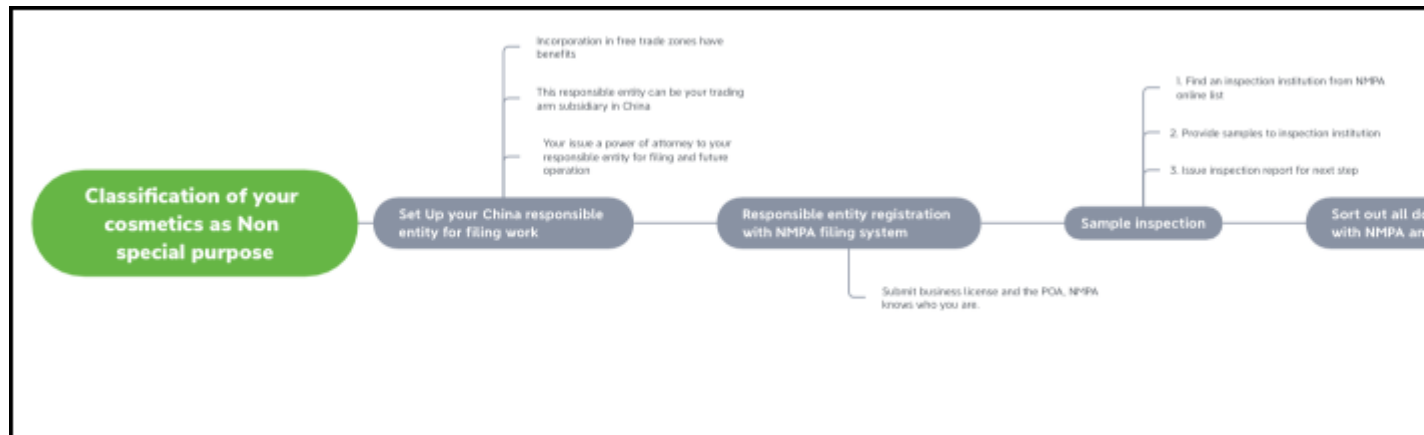 Incorporation in free trade zones have
benefits
This responsible entity can be your trading
arm subsidiary in China
Your issue a power of attorney to your
responsible entity for filing and future
operation
Classification of your
cosmetics as Non
special purpose
Set Up your China responsible
entity for filing work
Responsible entity registration
with NMPA filing system
Submit business license and the POA, NMPA
knows who you are.
1. Find an inspection institution from NMPA
online list
2. Provide samples to inspection institution
3. Issue inspection report for next step
Sample inspection
Sort out all do
with NMPA an